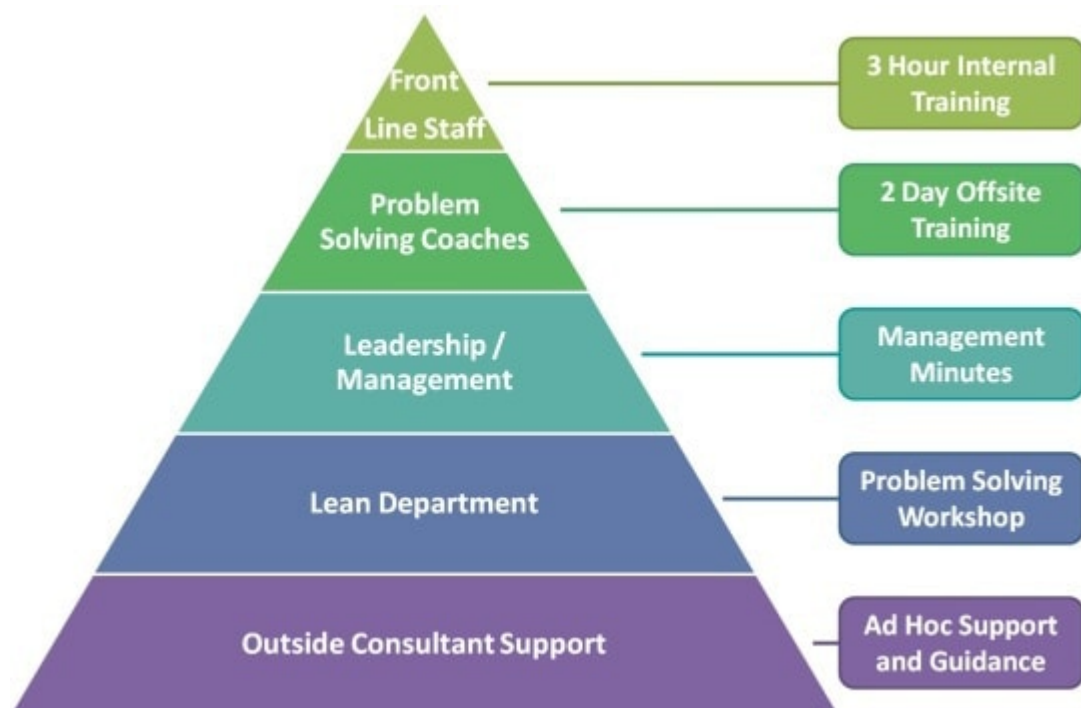 Front
Line Staff
3 Hour Internal
Training
Problem
Solving Coaches
2 Day Offsite
Training
Leadership /
Management
Management
Minutes
Lean Department
Problem Solving
Workshop
Outside Consultant Support
Ad Hoc Support
and Guidance